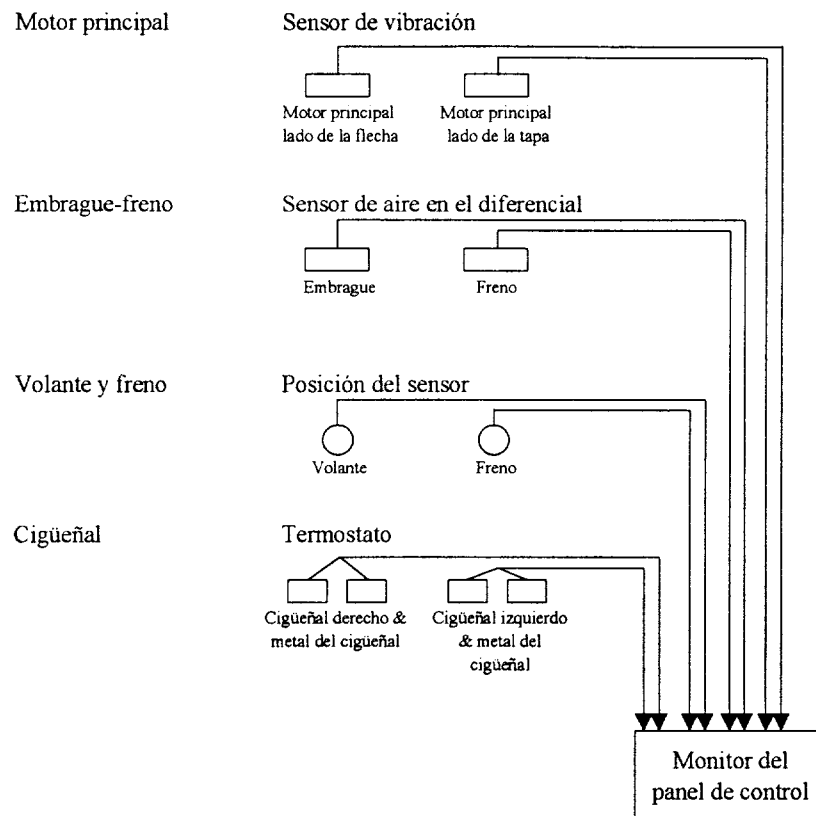 Motor principal
Sensor de vibración
Motor principal
lado de la flecha
Motor principal
lado de la tapa
Embrague-freno
Sensor de aire en el diferencial
Embrague
Freno
Volante y freno
Posición del sensor
Volante
Freno
Cigüeñal
Termostato
Cigüeñal derecho &
metal del cigüeñal
Cigüeñal izquierdo
& metal del
cigüeñal
Monitor del
panel de control